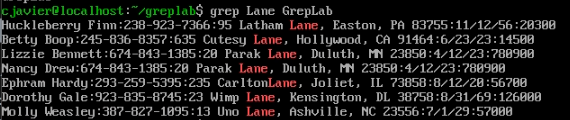 cjavier@localhost:~/greplab$ grep Lane GrepLab
Huckleberry Finn:238-923-7366:95 Latham Lane, Easton, PA 83755:11/12/56:20300
Betty Boop:245-836-8357:635 Cutesy Lane, Hollywood, CA 91464:6/23/23:14500
Lizzie Bennett:674-843-1385:20 Parak Lane, Duluth, MN 23850:4/12/23:780900
Nancy Drew:674-843-1385:20 Parak Lane, Duluth, MN 23850:4/12/23:780900
Ephram Hardy:293-259-5395:235 CarltonLane, Joliet, IL 73858:8/12/20:56700
Dorothy Gale:923-835-8745:23 Wimp Lane, Kensington, DL 38758:8/31/69:126000
Molly Weasley:387-827-1095:13 Uno Lane, Ashville, NC 23556:7/1/29:57000